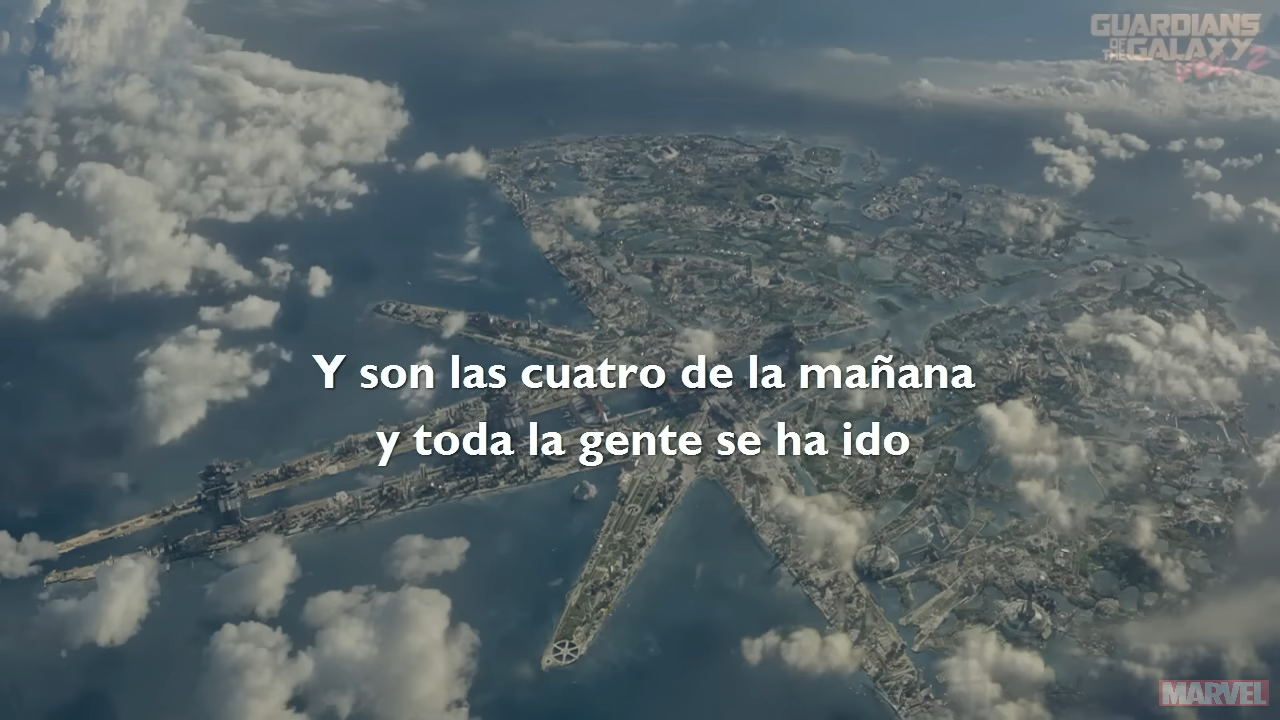 GUARDIANS
OF THE GALAXY
VOL. 2
Y son las cuatro de la mañana
y toda la gente se ha ido
MARVEL